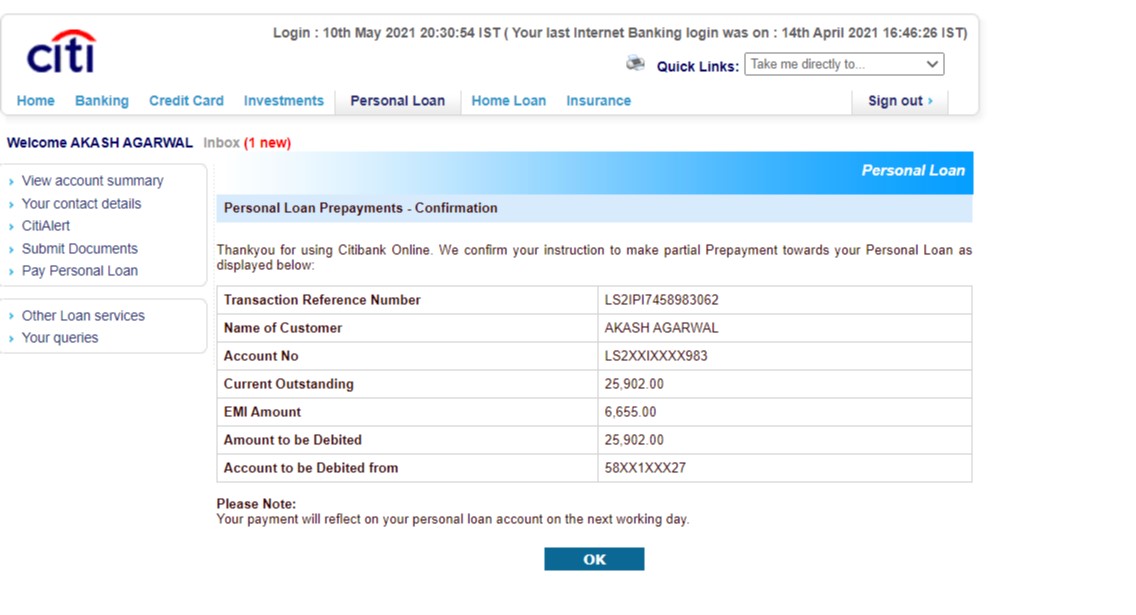 citi
Login : 10th May 2021 20:30:54 IST ( Your last Internet Banking login was on : 14th April 2021 16:46:26 IST)
Quick Links: Take me directly to...
Home Banking Credit Card Investments Personal Loan Home Loan Insurance Sign out ›
Welcome AKASH AGARWAL Inbox (1 new)
› View account summary
› Your contact details
› CitiAlert
› Submit Documents
› Pay Personal Loan
› Other Loan services
› Your queries
Personal Loan
Personal Loan Prepayments - Confirmation
Thankyou for using Citibank Online. We confirm your instruction to make partial Prepayment towards your Personal Loan as
displayed below:
Transaction Reference Number LS2IPI7458983062
Name of Customer AKASH AGARWAL
Account No LS2XXIXXXX983
Current Outstanding 25,902.00
EMI Amount 6,655.00
Amount to be Debited 25,902.00
Account to be Debited from 58XX1XXX27
Please Note:
Your payment will reflect on your personal loan account on the next working day.
OK